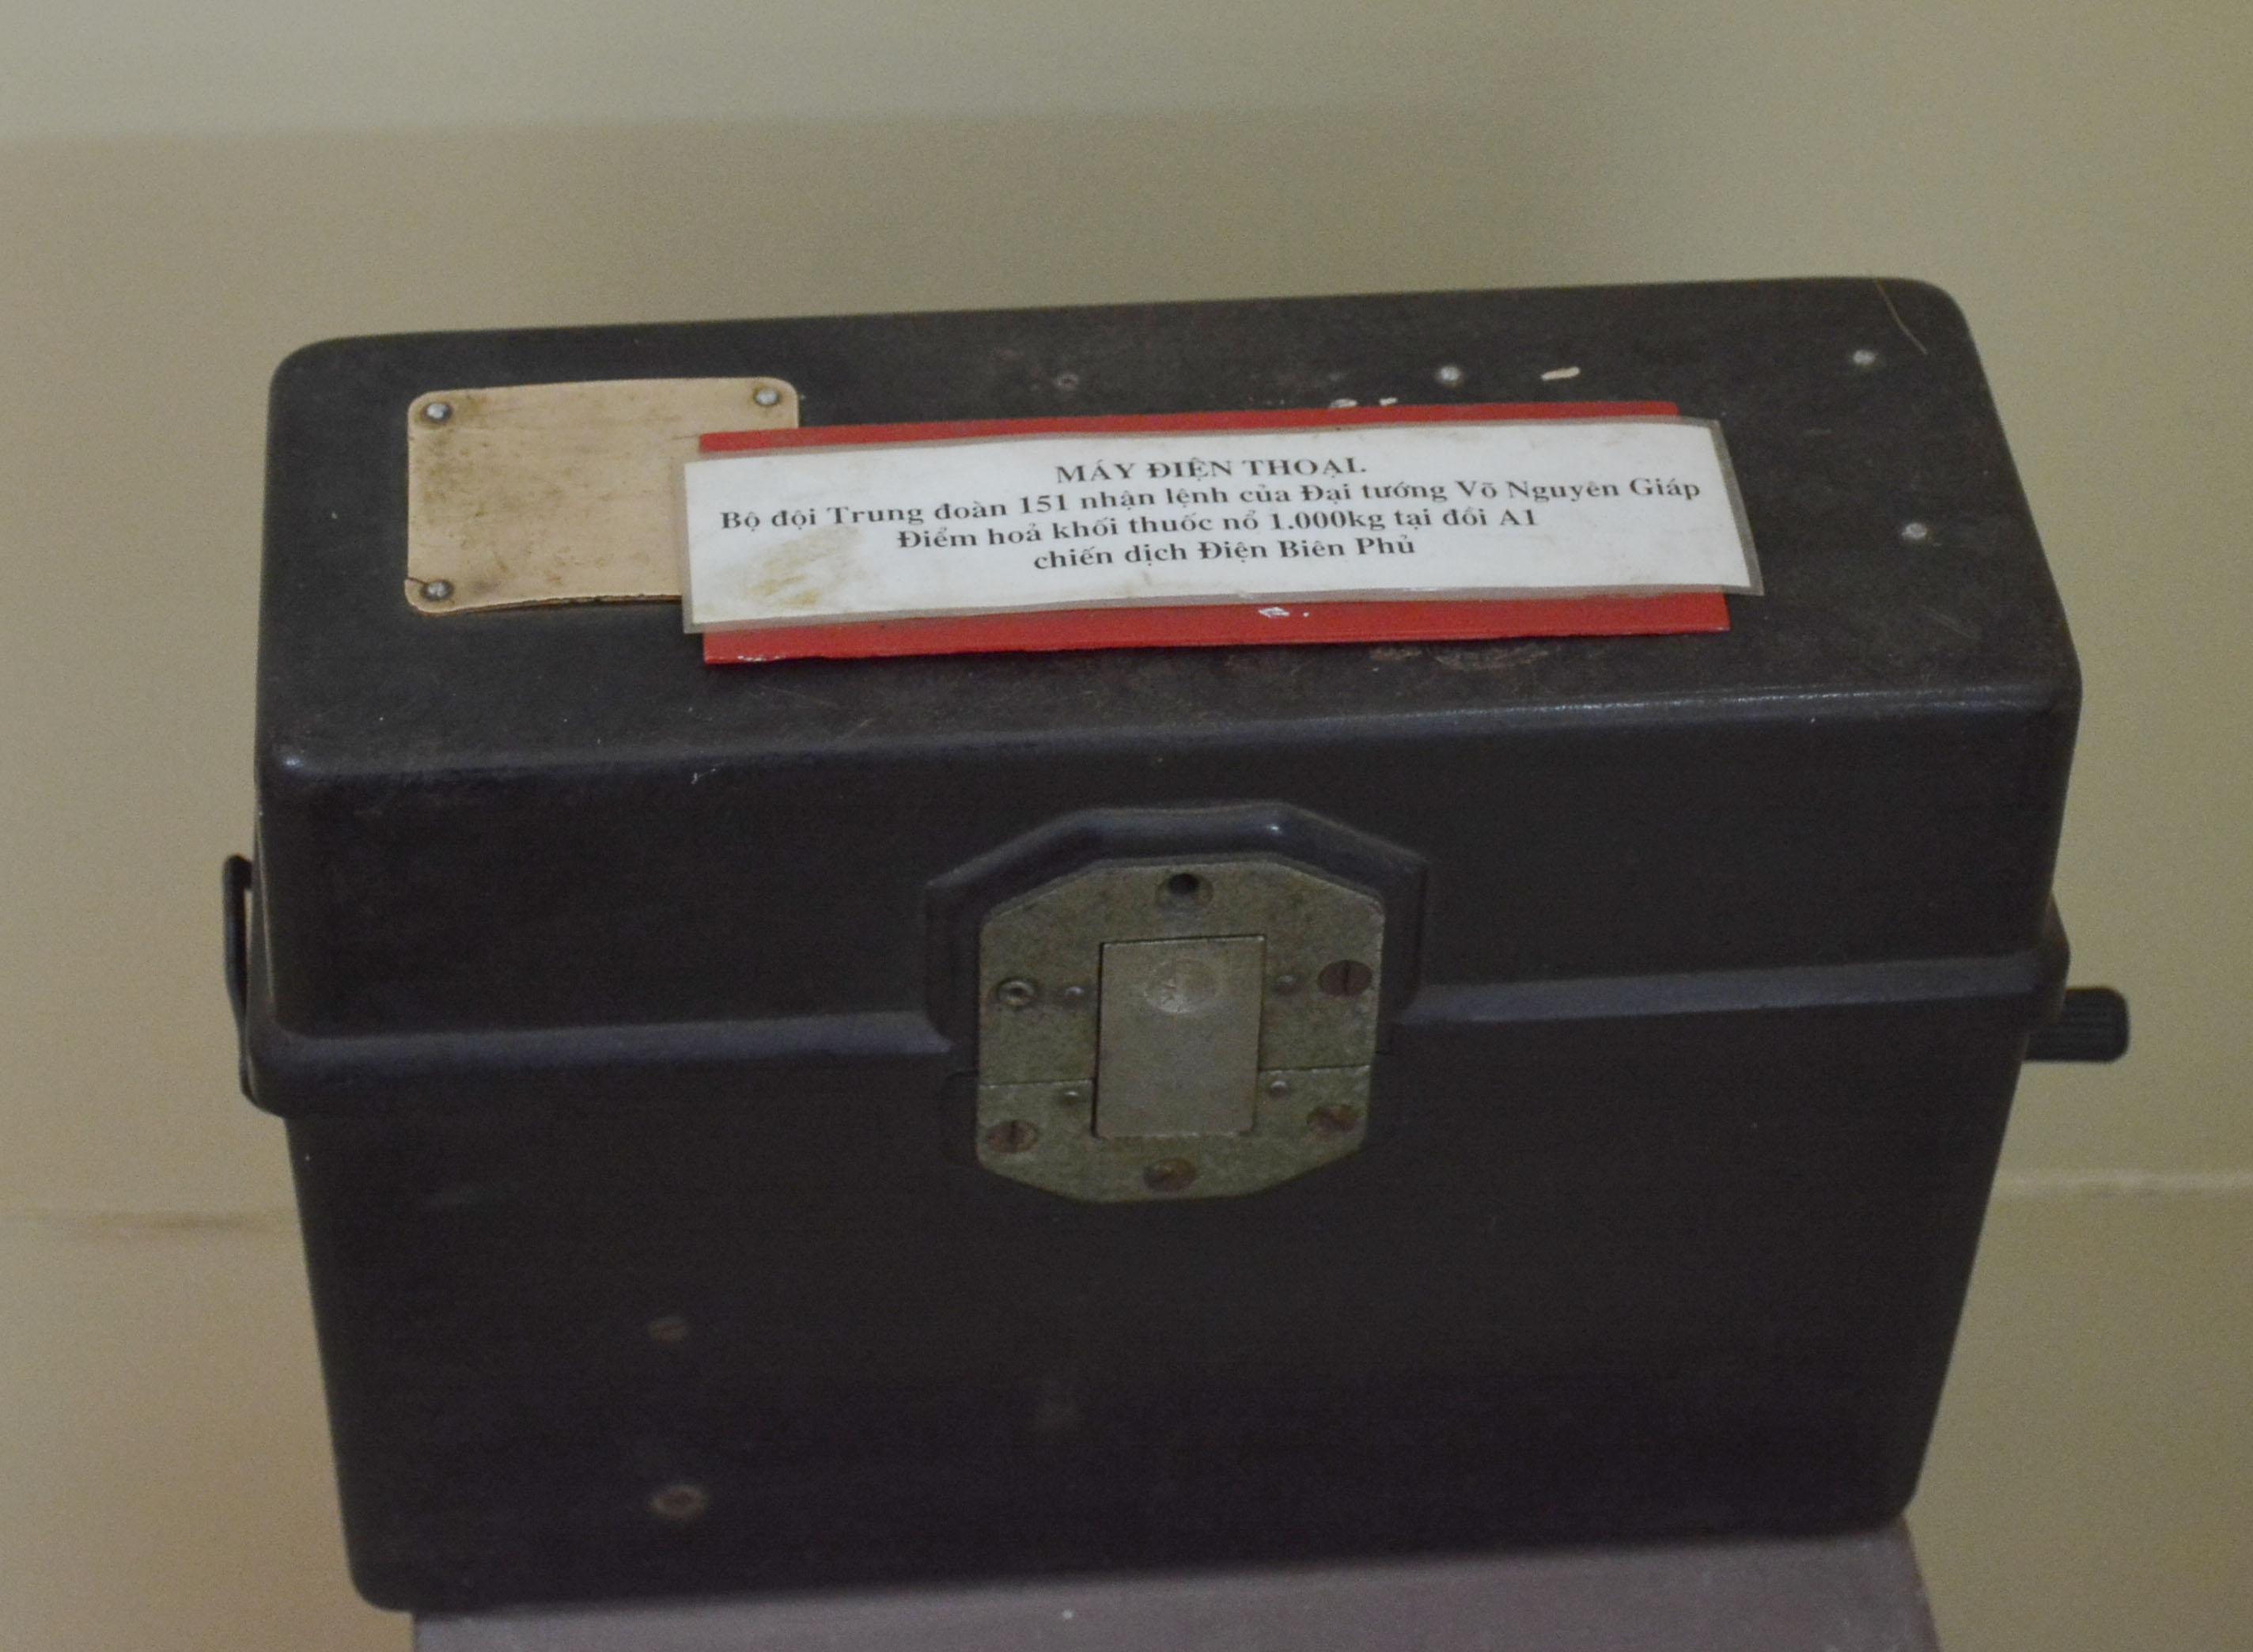 MÁY ĐIỆN THOẠI
Bộ đội Trung đoàn 151 nhận lệnh của Đại tướng Võ Nguyên Giáp
Điểm hoả khối thuốc nổ 1.000kg tại đồi A1
chiến dịch Điện Biên Phủ